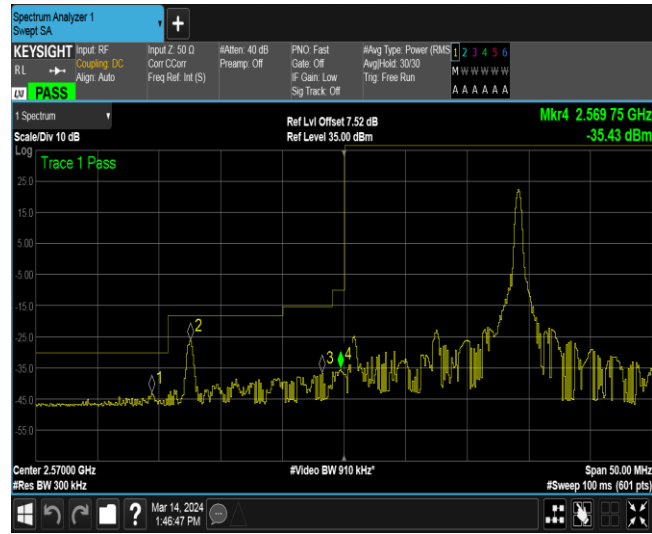 Spectrum Analyzer 1
Swept SA
+
KEYSIGHT
RL
LXI PASS
Input: RF
Coupling: DC
Align: Auto
Input Z: 50 Ω
Corr CCorr
Freq Ref: Int (S)
#Atten: 40 dB
Preamp: Off
PNO: Fast
Gate: Off
IF Gain: Low
Sig Track: Off
#Avg Type: Power (RMS
Avg|Hold: 30/30
Trig: Free Run
1 2 3 4 5 6
M W W W W W
A A A A A A
1 Spectrum
Scale/Div 10 dB
Ref Lvl Offset 7.52 dB
Ref Level 35.00 dBm
Mkr4 2.569 75 GHz
-35.43 dBm
Log
Trace 1 Pass
25.0
15.0
5.00
-5.00
-15.0
-25.0
-35.0
-45.0
-55.0
1
2
3
4
Center 2.57000 GHz
#Res BW 300 kHz
#Video BW 910 kHz*
Span 50.00 MHz
#Sweep 100 ms (601 pts)
?
Mar 14, 2024
1:46:47 PM